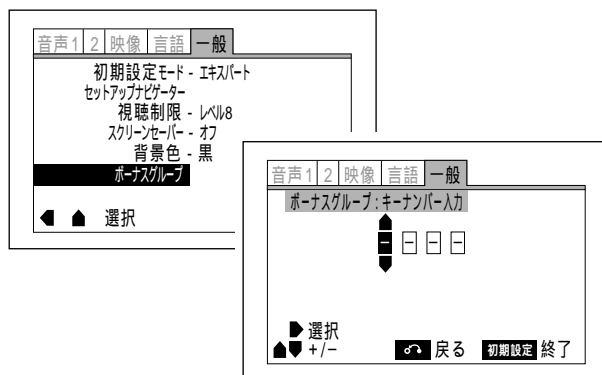 音声1 2 映像 言語 一般
初期設定モード - エキスパート
セットアップナビゲーター
視聴制限 - レベル8
スクリーンセーバー - オフ
背景色 - 黒
ボーナスグループ
選択
音声1 2 映像 言語 一般
ボーナスグループ:キーナンバー入力
- - - -
選択
+/- 戻る 初期設定 終了